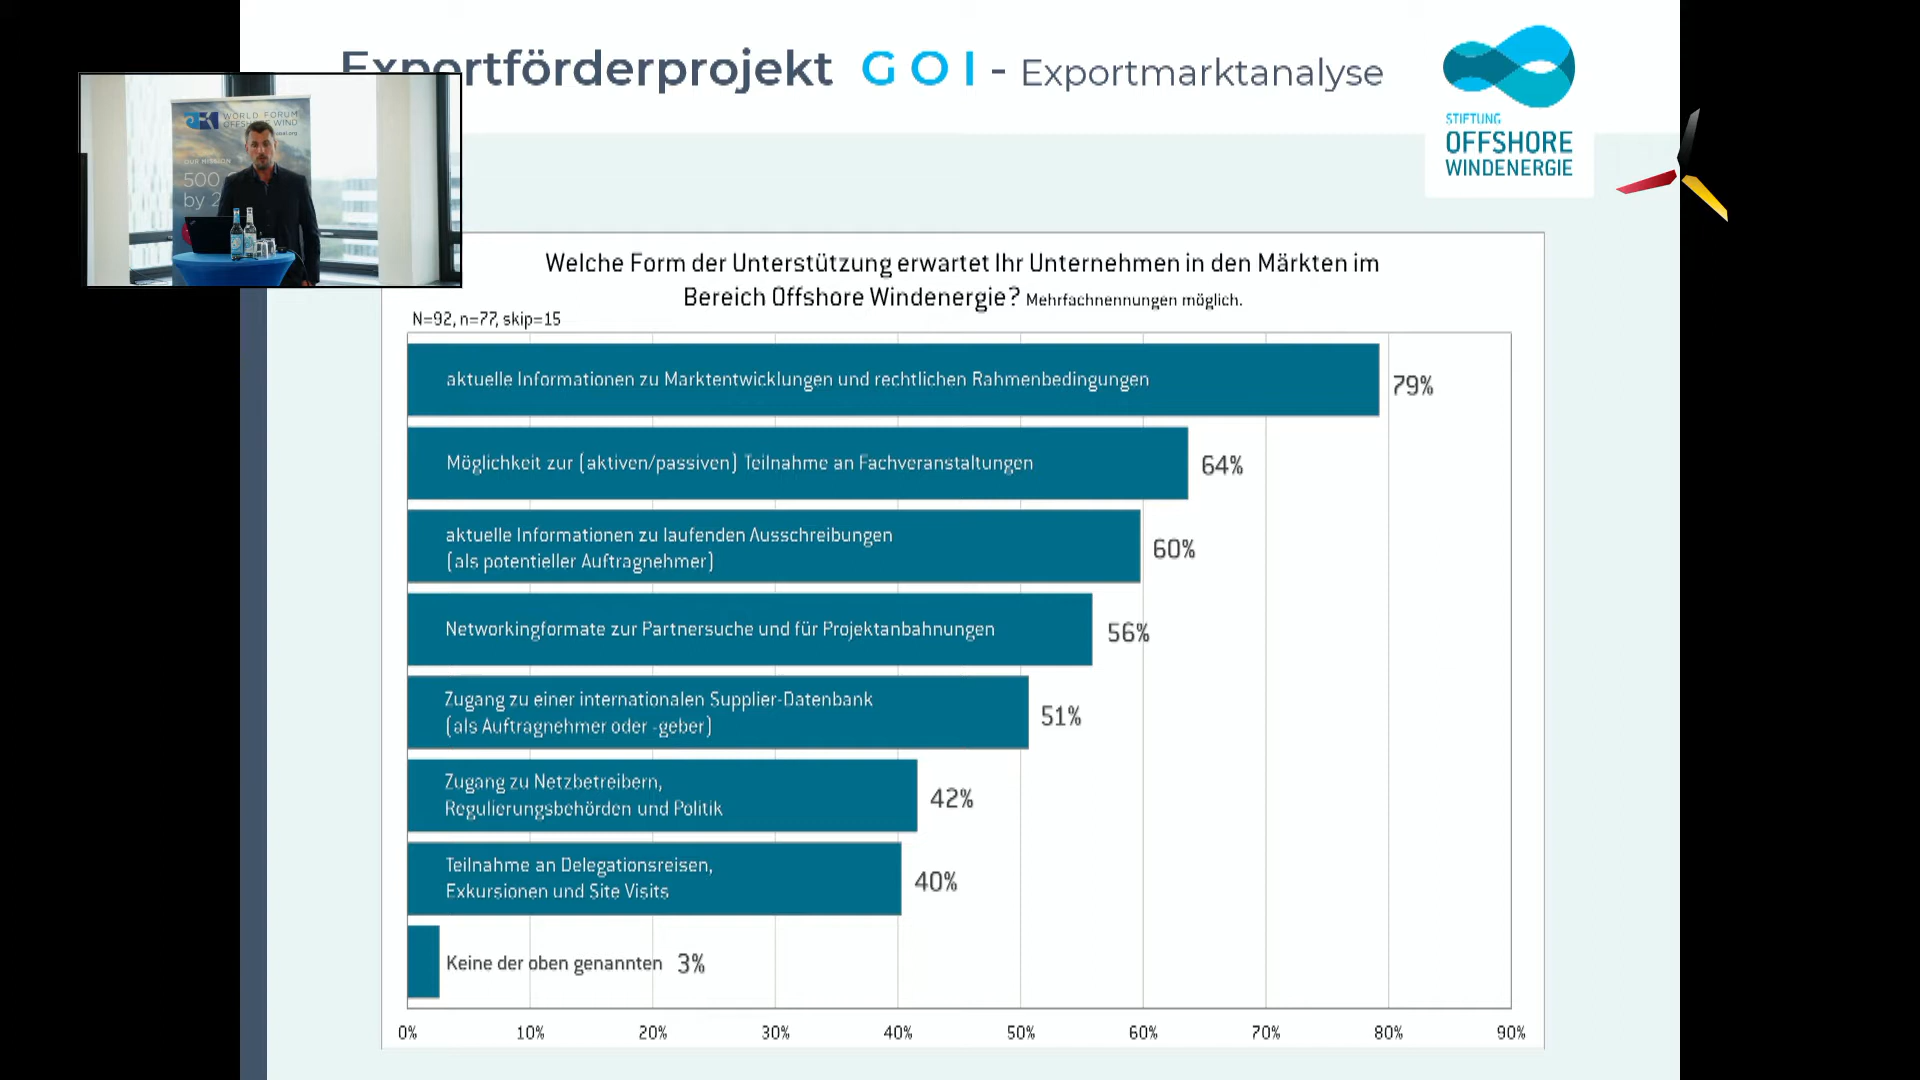 Exportförderprojekt GOI - Exportmarktanalyse
STIFTUNG
OFFSHORE
WINDENERGIE
WORLD FORUM
OFFSHORE WIND
OUR MISSION
500
by 2
Welche Form der Unterstützung erwartet Ihr Unternehmen in den Märkten im
Bereich Offshore Windenergie? Mehrfachnennungen möglich.
N=92, n=77, skip=15
aktuelle Informationen zu Marktentwicklungen und rechtlichen Rahmenbedingungen 79%
Möglichkeit zur (aktiven/passiven) Teilnahme an Fachveranstaltungen 64%
aktuelle Informationen zu laufenden Ausschreibungen
(als potentieller Auftragnehmer) 60%
Networkingformate zur Partnersuche und für Projektanbahnungen 56%
Zugang zu einer internationalen Supplier-Datenbank
(als Auftragnehmer oder -geber) 51%
Zugang zu Netzbetreibern,
Regulierungsbehörden und Politik 42%
Teilnahme an Delegationsreisen,
Exkursionen und Site Visits 40%
Keine der oben genannten 3%
0% 10% 20% 30% 40% 50% 60% 70% 80% 90%